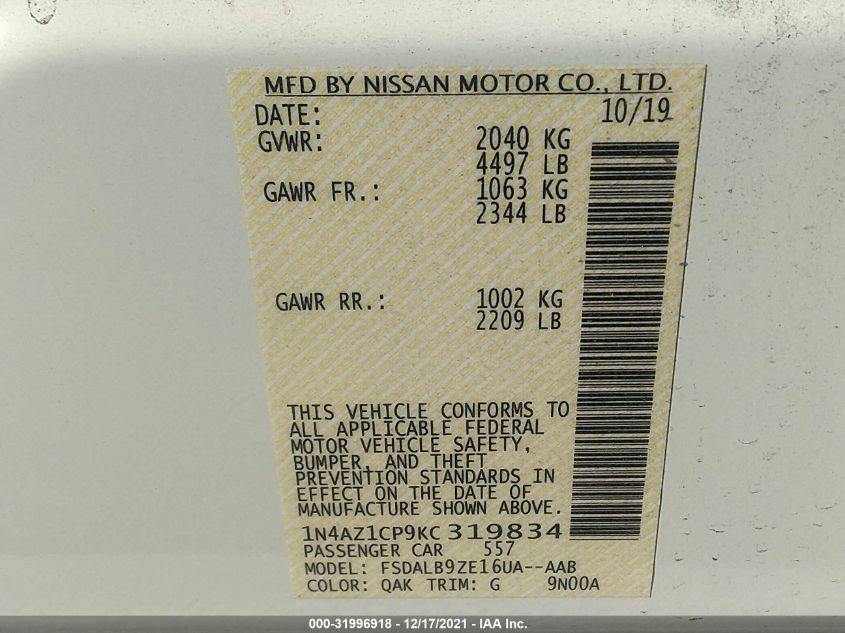 MFD BY NISSAN MOTOR CO., LTD.
DATE: 10/19
GVWR: 2040 KG
4497 LB
GAWR FR.: 1063 KG
2344 LB
GAWR RR.: 1002 KG
2209 LB
THIS VEHICLE CONFORMS TO
ALL APPLICABLE FEDERAL
MOTOR VEHICLE SAFETY,
BUMPER, AND THEFT
PREVENTION STANDARDS IN
EFFECT ON THE DATE OF
MANUFACTURE SHOWN ABOVE.
1N4AZ1CP9KC319834
PASSENGER CAR 557
MODEL: FSDALB9ZE16UA--AAB
COLOR: QAK TRIM: G 9N00A
000-31996918 - 12/17/2021 - IAA Inc.